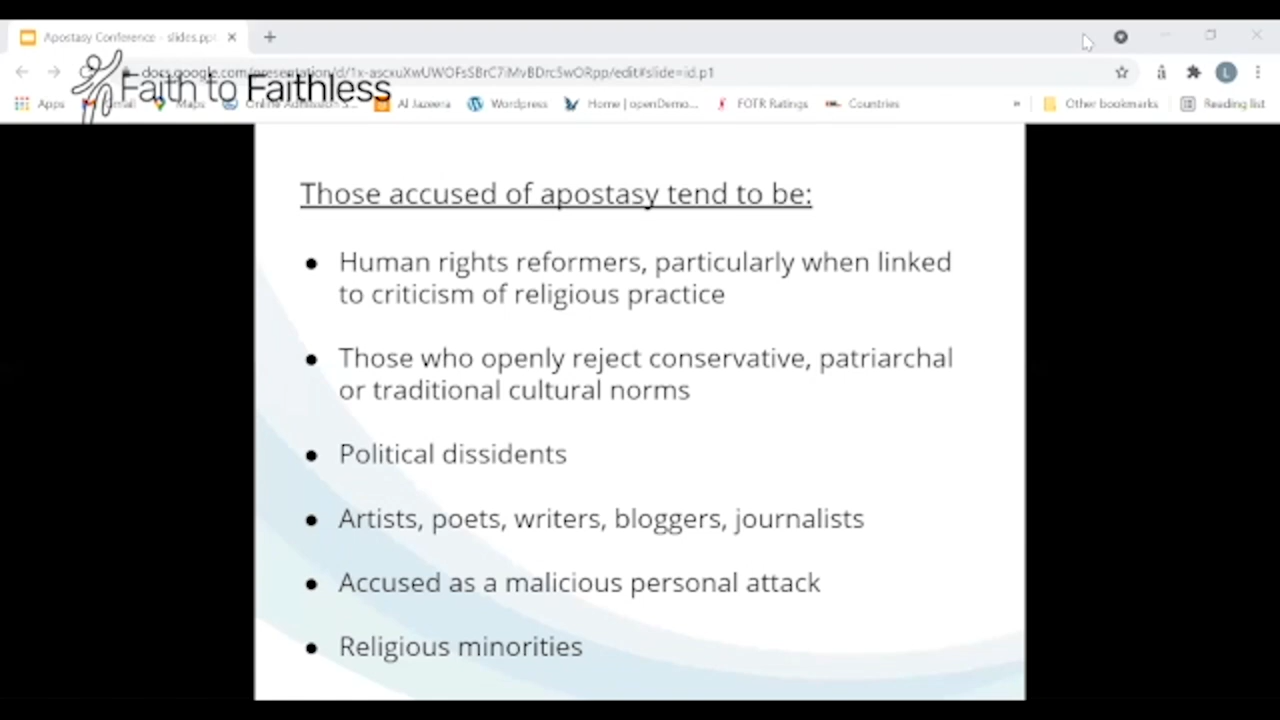 Apostasy Conference - slides.ppt
Faith to Faithless
Apps
Maps
Al Jazeera
Wordpress
Home | openDemo...
FOTR Ratings
Countries
»
Other bookmarks
Reading list
L
Those accused of apostasy tend to be:
● Human rights reformers, particularly when linked
to criticism of religious practice
● Those who openly reject conservative, patriarchal
or traditional cultural norms
● Political dissidents
● Artists, poets, writers, bloggers, journalists
● Accused as a malicious personal attack
● Religious minorities